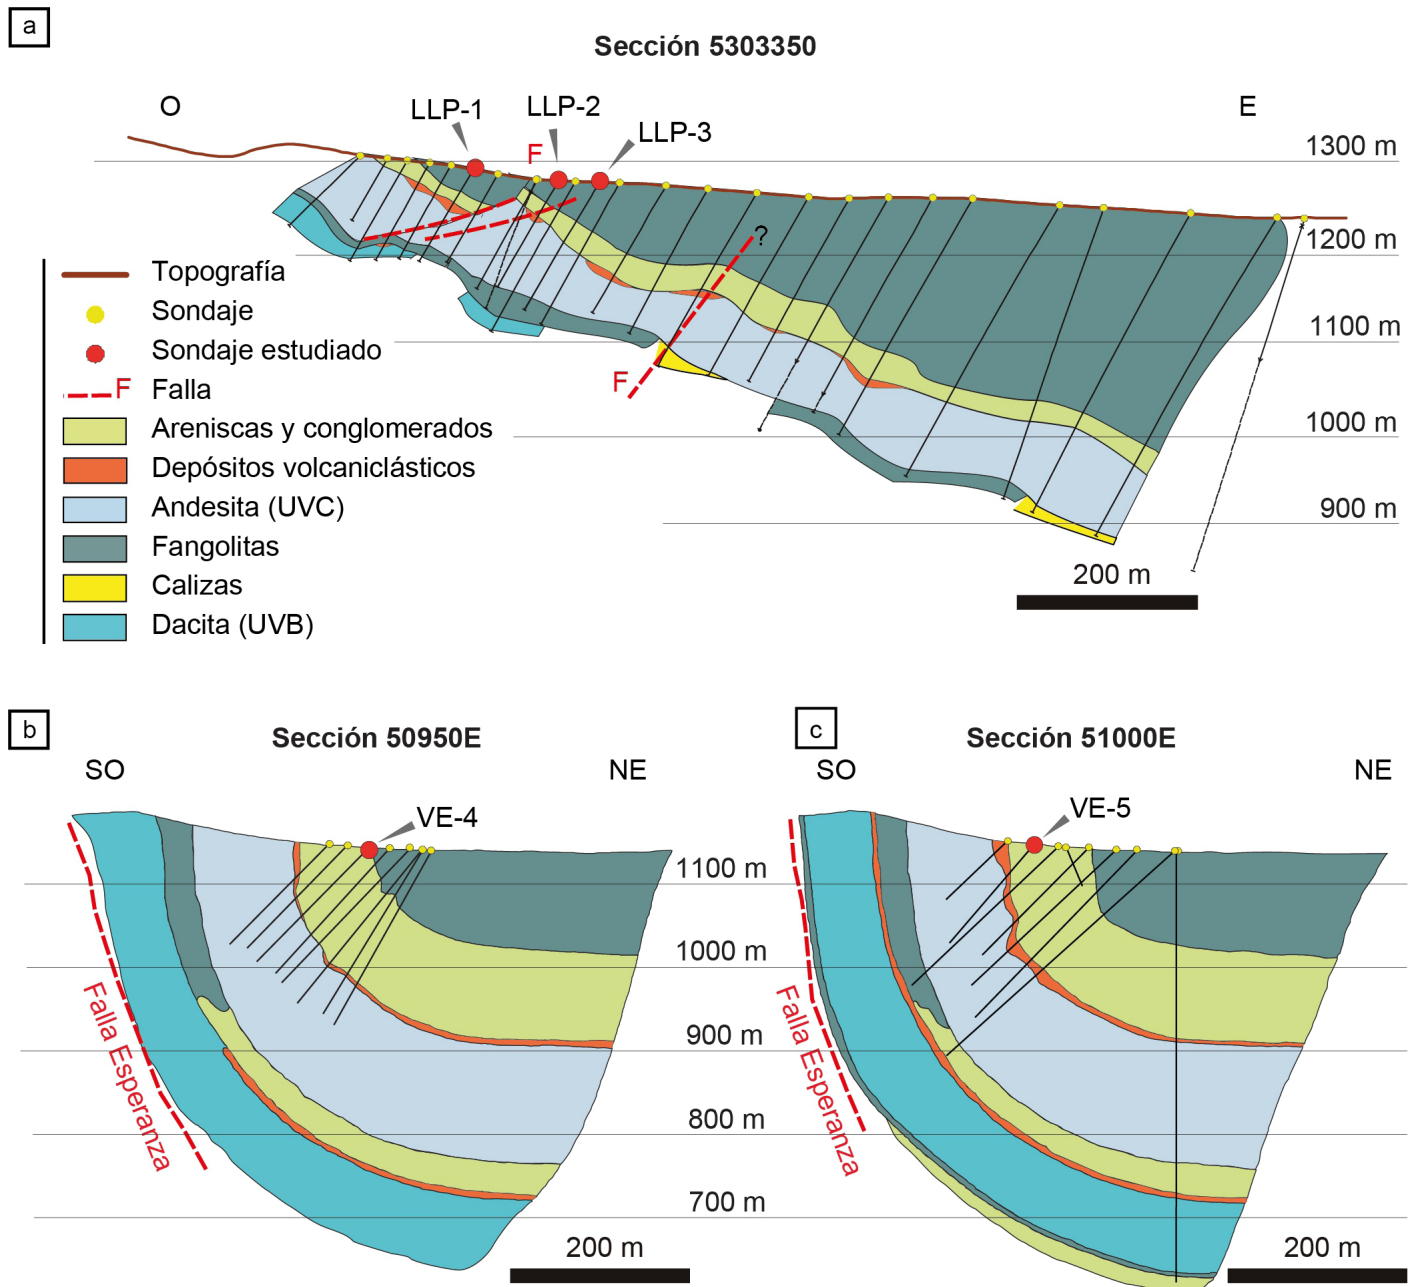 a
Sección 5303350
O
E
LLP-1
LLP-2
LLP-3
F
1300 m
?
1200 m
1100 m
F
1000 m
900 m
200 m
Topografía
Sondaje
Sondaje estudiado
F Falla
Areniscas y conglomerados
Depósitos volcaniclásticos
Andesita (UVC)
Fangolitas
Calizas
Dacita (UVB)
b
Sección 50950E
SO
NE
VE-4
Falla Esperanza
200 m
1100 m
1000 m
900 m
800 m
700 m
c
Sección 51000E
SO
NE
VE-5
Falla Esperanza
200 m